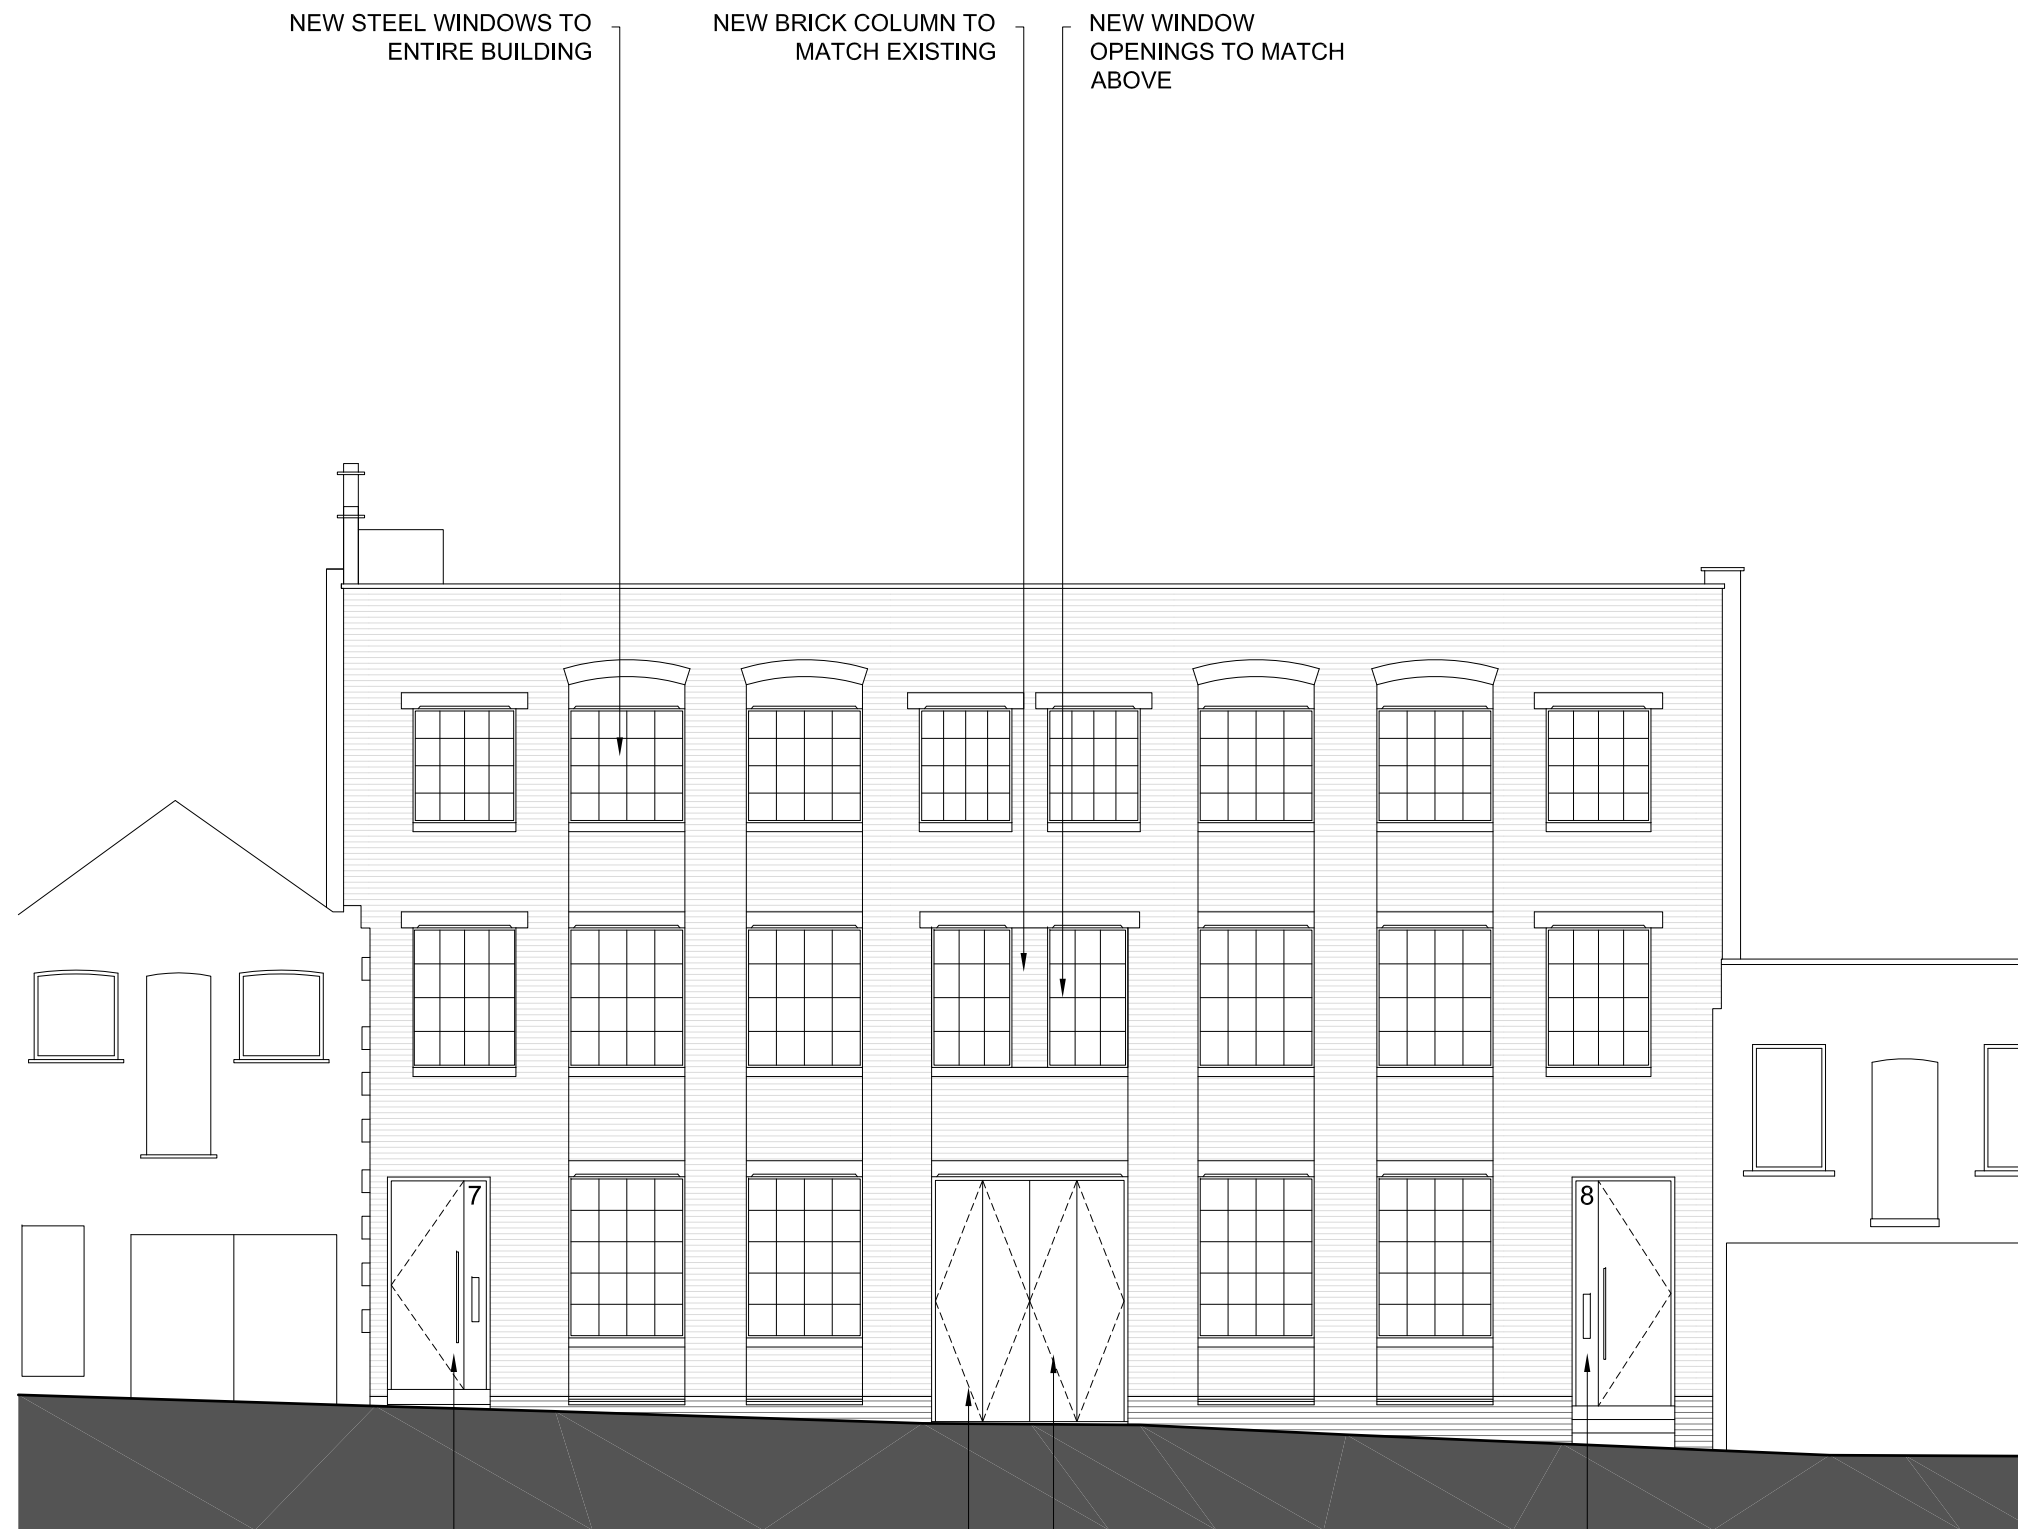 NEW STEEL WINDOWS TO
ENTIRE BUILDING
NEW BRICK COLUMN TO
MATCH EXISTING
NEW WINDOW
OPENINGS TO MATCH
ABOVE
7
8